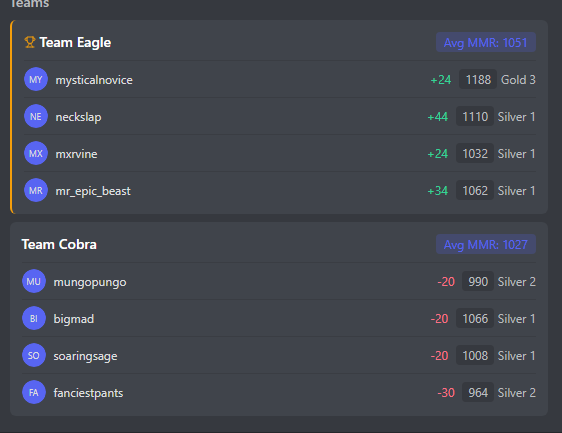 Teams
Team Eagle Avg MMR: 1051
MY mysticalnovice +24 1188 Gold 3
NE neckslap +44 1110 Silver 1
MX mxrvine +24 1032 Silver 1
MR mr_epic_beast +34 1062 Silver 1
Team Cobra Avg MMR: 1027
MU mungopungo -20 990 Silver 2
BI bigmad -20 1066 Silver 1
SO soaringsage -20 1008 Silver 1
FA fanciestpants -30 964 Silver 2